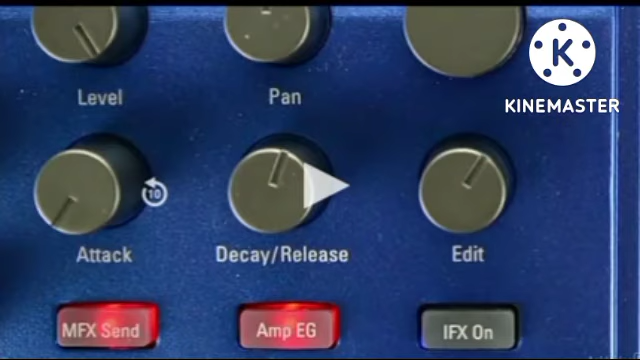 Level
Pan
K
KINEMASTER
10
Attack
Decay/Release
Edit
MFX Send
Amp EG
IFX On